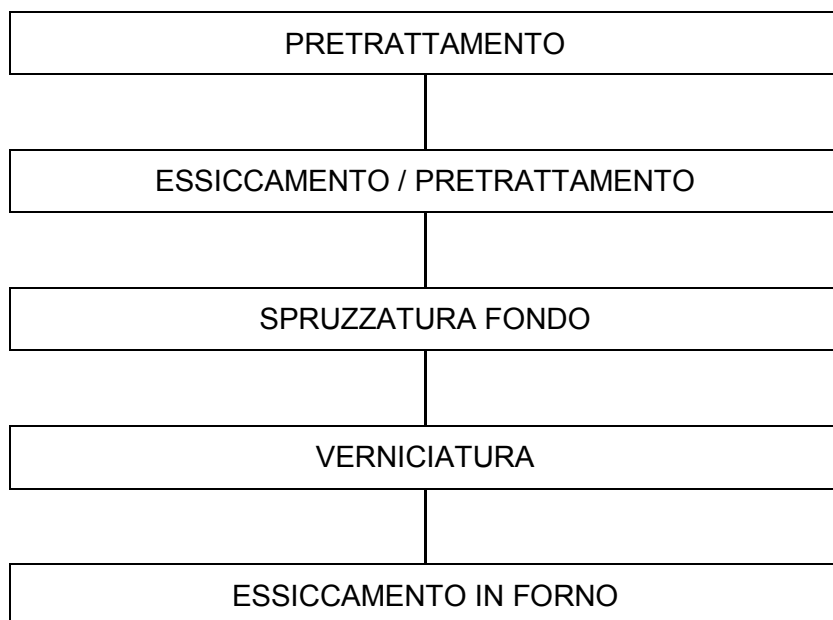 PRETRATTAMENTO
ESSICCAMENTO / PRETRATTAMENTO
SPRUZZATURA FONDO
VERNICIATURA
ESSICCAMENTO IN FORNO